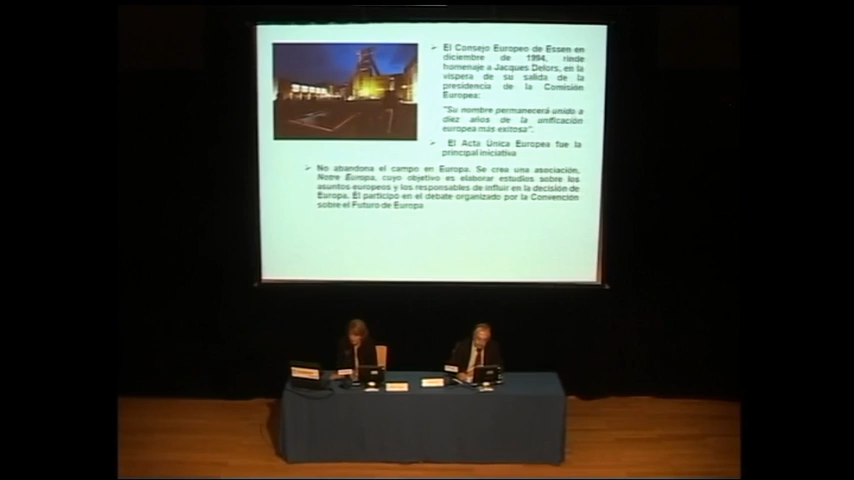 ➢ El Consejo Europeo de Essen en
diciembre de 1994, rinde
homenaje a Jacques Delors, en la
víspera de su salida de la
presidencia de la Comisión
Europea:
"Su nombre permanecerá unido a
diez años de la unificación
europea más exitosa".
➢ El Acta Única Europea fue la
principal iniciativa
➢ No abandona el campo en Europa. Se crea una asociación,
Notre Europa, cuyo objetivo es elaborar estudios sobre los
asuntos europeos y los responsables de influir en la decisión de
Europa. Él participo en el debate organizado por la Convención
sobre el Futuro de Europa